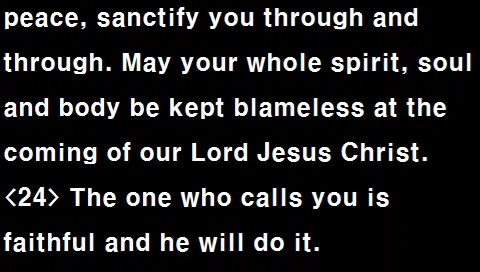 peace, sanctify you through and
through. May your whole spirit, soul
and body be kept blameless at the
coming of our Lord Jesus Christ.
<24> The one who calls you is
faithful and he will do it.